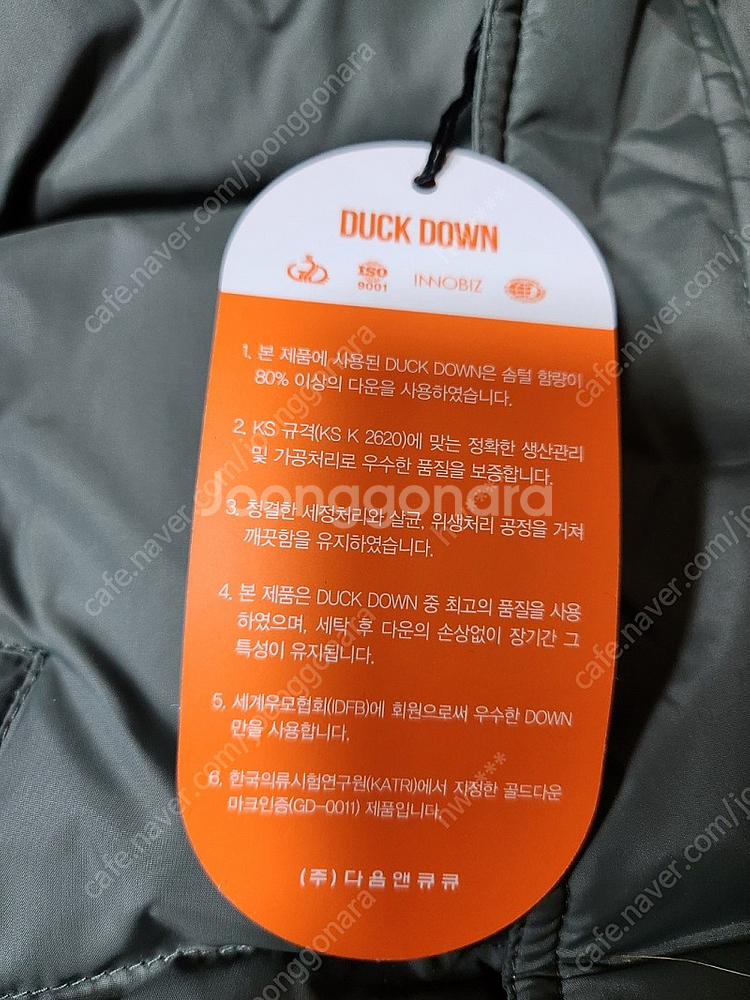 DUCK DOWN
ISO
9001
INNOBIZ
1. 본 제품에 사용된 DUCK DOWN은 솜털 함량이
80% 이상의 다운을 사용하였습니다.
2. KS 규격(KS K 2620)에 맞는 정확한 생산관리
및 가공처리로 우수한 품질을 보증합니다.
3. 청결한 세정처리와 살균, 위생처리 공정을 거쳐
깨끗함을 유지하였습니다.
4. 본 제품은 DUCK DOWN 중 최고의 품질을 사용
하였으며, 세탁 후 다운의 손상없이 장기간 그
특성이 유지됩니다.
5. 세계우모협회(IDFB)에 회원으로써 우수한 DOWN
만을 사용합니다.
6. 한국의류시험연구원(KATRI)에서 지정한 골드다운
마크인증(GD-0011) 제품입니다.
(주)다음앤큐큐
Joonggonara
cafe.naver.com/joonggonara